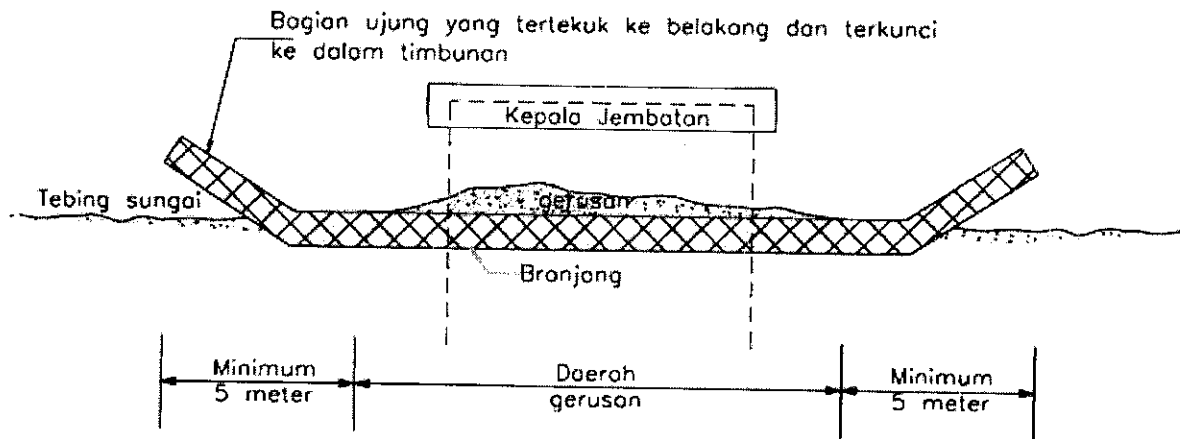 Bagian ujung yang tertekuk ke belakang dan terkunci
ke dalam timbunan
Kepala Jembatan
Tebing sungai
gerusan
Bronjong
Minimum
5 meter
Daerah
gerusan
Minimum
5 meter